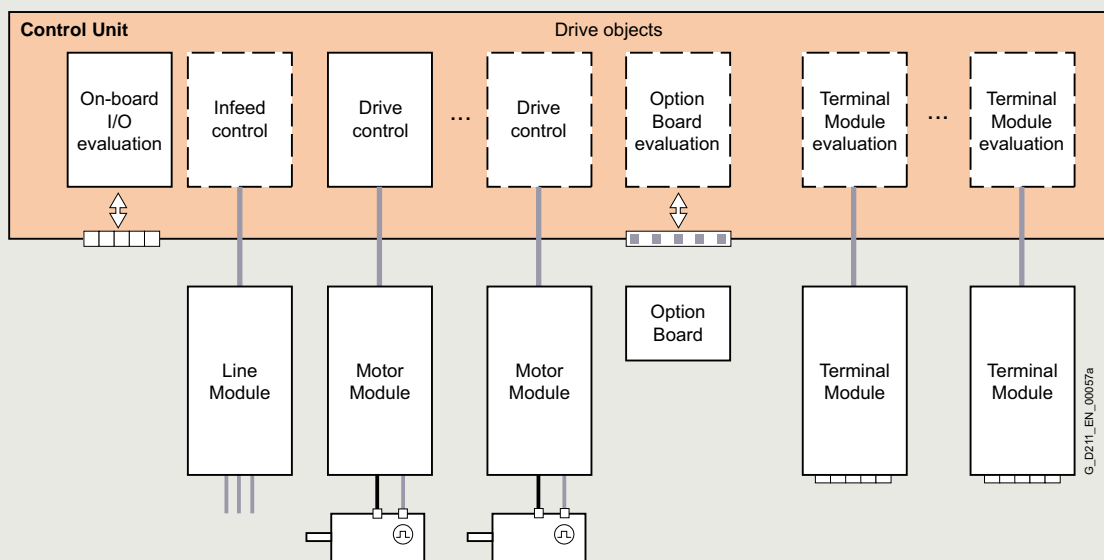 Control Unit
Drive objects
On-board
I/O
evaluation
Infeed
control
Drive
control
...
Drive
control
Option
Board
evaluation
Terminal
Module
evaluation
...
Terminal
Module
evaluation
Line
Module
Motor
Module
Motor
Module
Option
Board
Terminal
Module
Terminal
Module
G_D211_EN_00057a